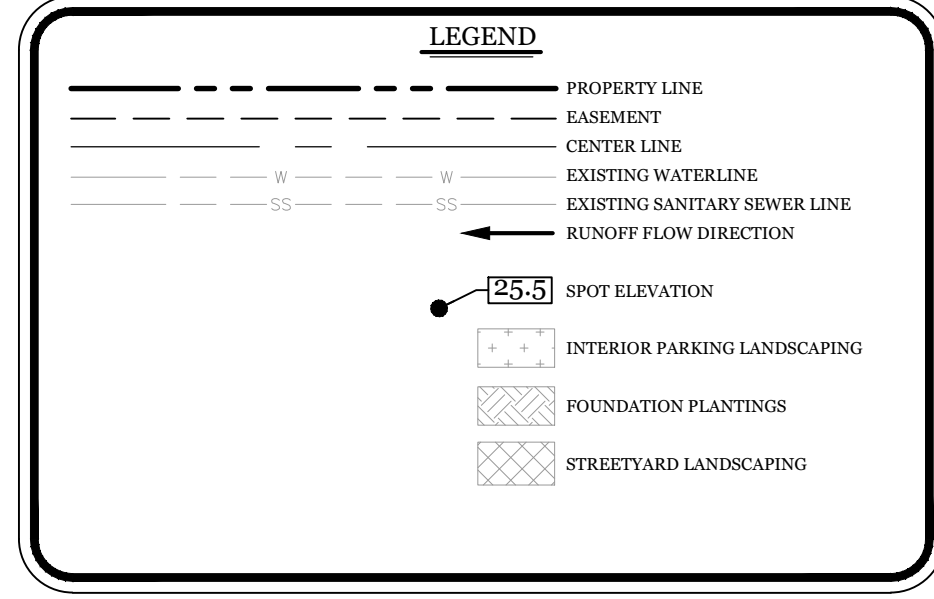 LEGEND
PROPERTY LINE
EASEMENT
CENTER LINE
W W EXISTING WATERLINE
SS SS EXISTING SANITARY SEWER LINE
RUNOFF FLOW DIRECTION
25.5 SPOT ELEVATION
INTERIOR PARKING LANDSCAPING
FOUNDATION PLANTINGS
STREETYARD LANDSCAPING